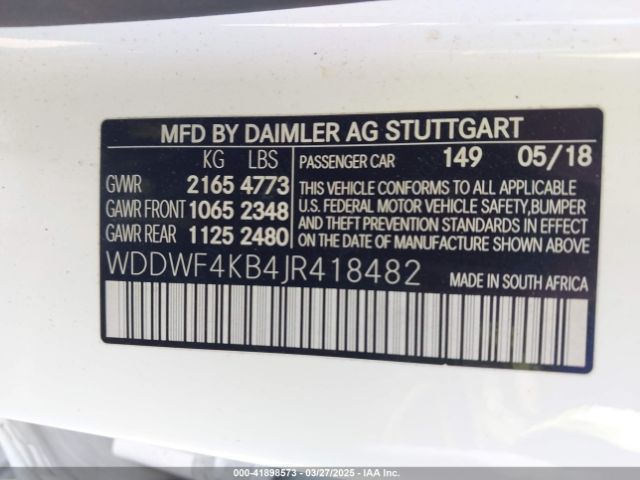 MFD BY DAIMLER AG STUTTGART
KG LBS PASSENGER CAR 149 05/18
GVWR 2165 4773
GAWR FRONT 1065 2348
GAWR REAR 1125 2480
THIS VEHICLE CONFORMS TO ALL APPLICABLE
U.S. FEDERAL MOTOR VEHICLE SAFETY,BUMPER
AND THEFT PREVENTION STANDARDS IN EFFECT
ON THE DATE OF MANUFACTURE SHOWN ABOVE.
WDDWF4KB4JR418482 MADE IN SOUTH AFRICA
000-41898573 — 03/27/2025 — IAA Inc.